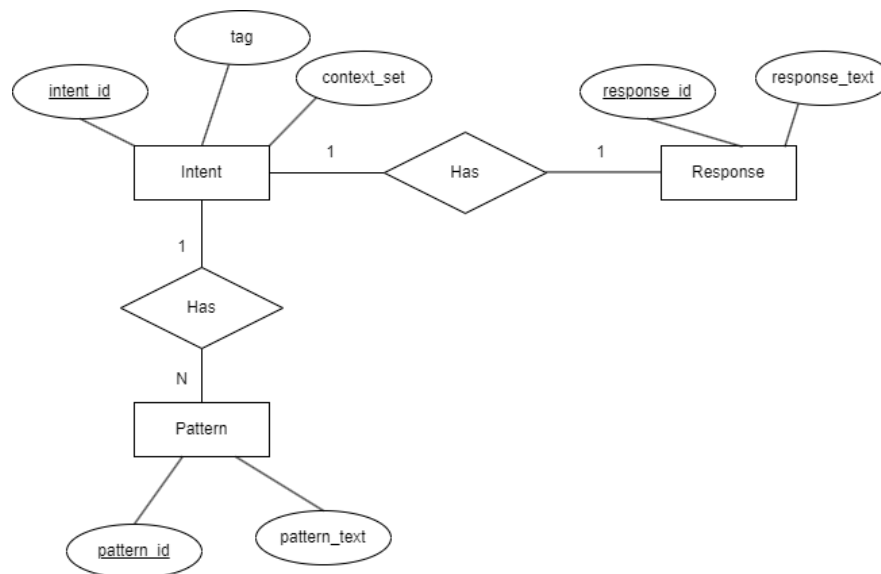 tag
context_set
intent_id
response_id
response_text
Intent
1
Has
1
Response
1
Has
N
Pattern
pattern_id
pattern_text